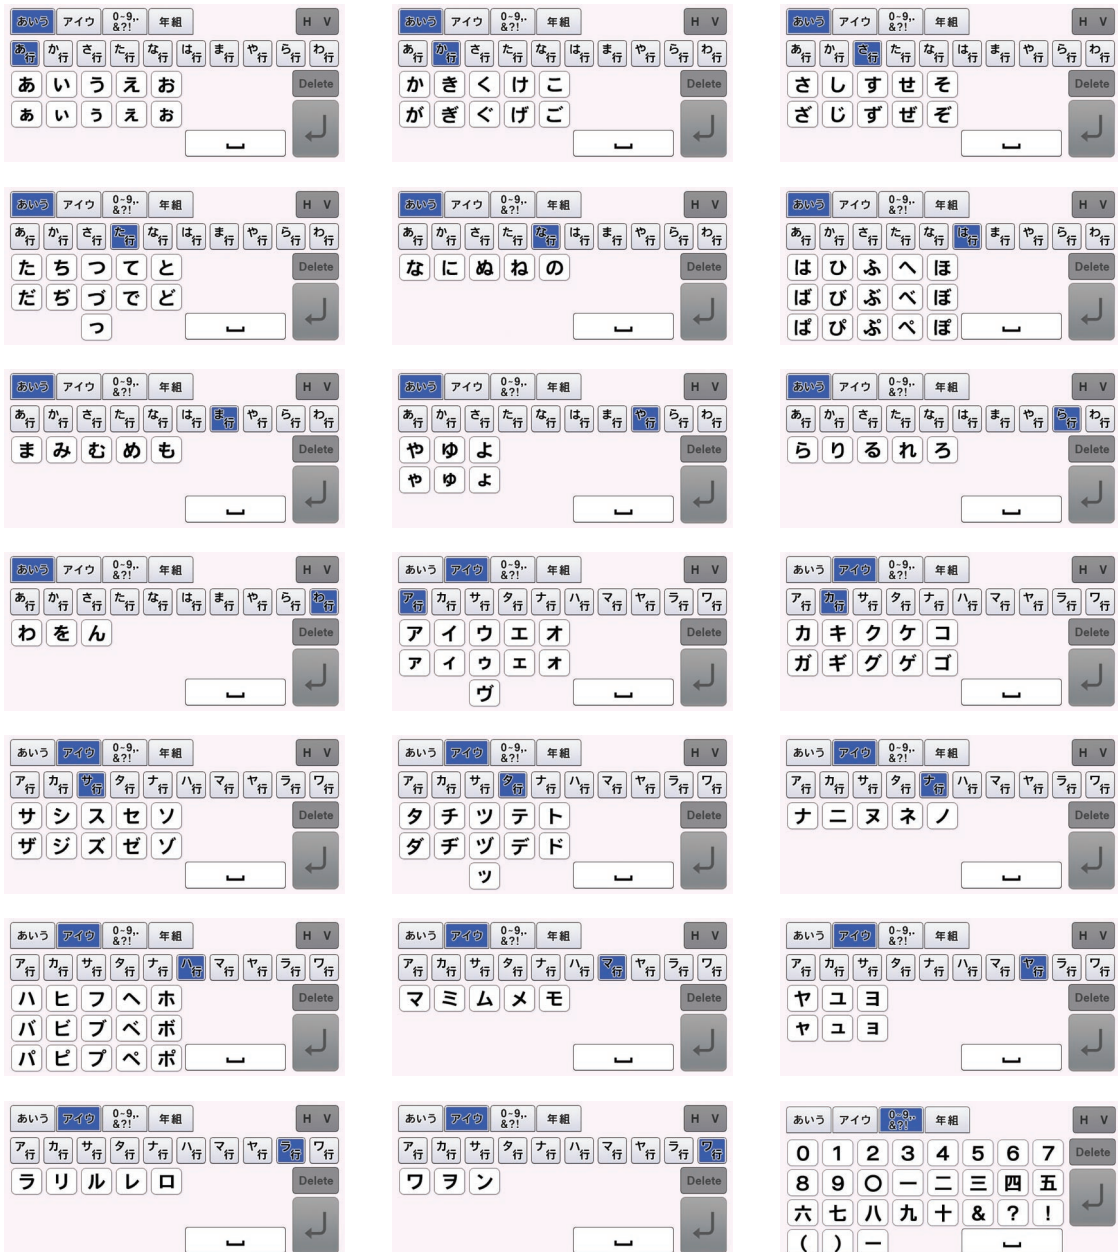 あいう アイウ 0~9,. &?! 年組 H V
あ行 か行 さ行 た行 な行 は行 ま行 や行 ら行 わ行
あ い う え お Delete
ぁ ぃ ぅ ぇ ぉ
あいう アイウ 0~9,. &?! 年組 H V
あ行 か行 さ行 た行 な行 は行 ま行 や行 ら行 わ行
か き く け こ Delete
が ぎ ぐ げ ご
あいう アイウ 0~9,. &?! 年組 H V
あ行 か行 さ行 た行 な行 は行 ま行 や行 ら行 わ行
さ し す せ そ Delete
ざ じ ず ぜ ぞ
あいう アイウ 0~9,. &?! 年組 H V
あ行 か行 さ行 た行 な行 は行 ま行 や行 ら行 わ行
た ち つ て と Delete
だ ぢ づ で ど
っ
あいう アイウ 0~9,. &?! 年組 H V
あ行 か行 さ行 た行 な行 は行 ま行 や行 ら行 わ行
な に ぬ ね の Delete
あいう アイウ 0~9,. &?! 年組 H V
あ行 か行 さ行 た行 な行 は行 ま行 や行 ら行 わ行
は ひ ふ へ ほ Delete
ば び ぶ べ ぼ
ぱ ぴ ぷ ぺ ぽ
あいう アイウ 0~9,. &?! 年組 H V
あ行 か行 さ行 た行 な行 は行 ま行 や行 ら行 わ行
ま み む め も Delete
あいう アイウ 0~9,. &?! 年組 H V
あ行 か行 さ行 た行 な行 は行 ま行 や行 ら行 わ行
や ゆ よ Delete
ゃ ゅ ょ
あいう アイウ 0~9,. &?! 年組 H V
あ行 か行 さ行 た行 な行 は行 ま行 や行 ら行 わ行
ら り る れ ろ Delete
あいう アイウ 0~9,. &?! 年組 H V
あ行 か行 さ行 た行 な行 は行 ま行 や行 ら行 わ行
わ を ん Delete
あいう アイウ 0~9,. &?! 年組 H V
ア行 カ行 サ行 タ行 ナ行 ハ行 マ行 ヤ行 ラ行 ワ行
ア イ ウ エ オ Delete
ァ ィ ゥ ェ ォ
ヴ
あいう アイウ 0~9,. &?! 年組 H V
ア行 カ行 サ行 タ行 ナ行 ハ行 マ行 ヤ行 ラ行 ワ行
カ キ ク ケ コ Delete
ガ ギ グ ゲ ゴ
あいう アイウ 0~9,. &?! 年組 H V
ア行 カ行 サ行 タ行 ナ行 ハ行 マ行 ヤ行 ラ行 ワ行
サ シ ス セ ソ Delete
ザ ジ ズ ゼ ゾ
あいう アイウ 0~9,. &?! 年組 H V
ア行 カ行 サ行 タ行 ナ行 ハ行 マ行 ヤ行 ラ行 ワ行
タ チ ツ テ ト Delete
ダ ヂ ヅ デ ド
ッ
あいう アイウ 0~9,. &?! 年組 H V
ア行 カ行 サ行 タ行 ナ行 ハ行 マ行 ヤ行 ラ行 ワ行
ナ ニ ヌ ネ ノ Delete
あいう アイウ 0~9,. &?! 年組 H V
ア行 カ行 サ行 タ行 ナ行 ハ行 マ行 ヤ行 ラ行 ワ行
ハ ヒ フ ヘ ホ Delete
バ ビ ブ ベ ボ
パ ピ プ ペ ポ
あいう アイウ 0~9,. &?! 年組 H V
ア行 カ行 サ行 タ行 ナ行 ハ行 マ行 ヤ行 ラ行 ワ行
マ ミ ム メ モ Delete
あいう アイウ 0~9,. &?! 年組 H V
ア行 カ行 サ行 タ行 ナ行 ハ行 マ行 ヤ行 ラ行 ワ行
ヤ ユ ヨ Delete
ャ ュ ョ
あいう アイウ 0~9,. &?! 年組 H V
ア行 カ行 サ行 タ行 ナ行 ハ行 マ行 ヤ行 ラ行 ワ行
ラ リ ル レ ロ Delete
あいう アイウ 0~9,. &?! 年組 H V
ア行 カ行 サ行 タ行 ナ行 ハ行 マ行 ヤ行 ラ行 ワ行
ワ ヲ ン Delete
あいう アイウ 0~9,. &?! 年組 H V
0 1 2 3 4 5 6 7 Delete
8 9 〇 一 二 三 四 五
六 七 八 九 十 & ? !
( ) ー